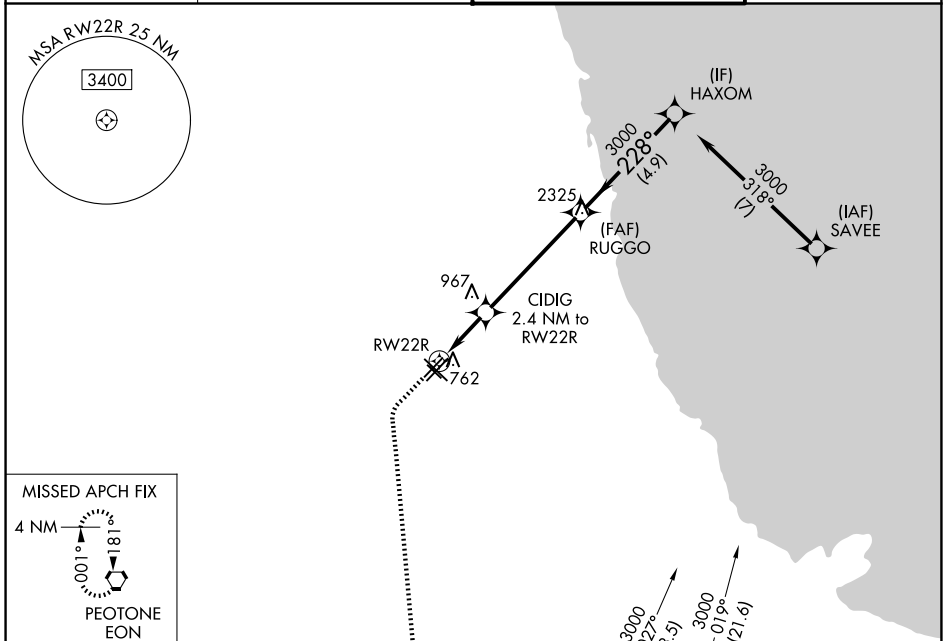 MSA RW22R 25 NM
3400
(IF)
HAXOM
3000
228°
(4.9)
3000
318°
(7)
(IAF)
SAVEE
2325
(FAF)
RUGGO
967
CIDIG
2.4 NM to
RW22R
RW22R
762
MISSED APCH FIX
4 NM
001°
181°
PEOTONE
EON
3000
3000
019°
(21.6)